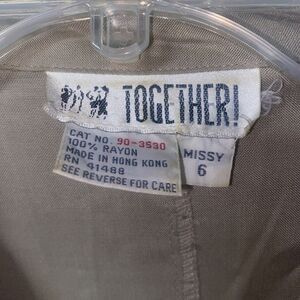 TOGETHER!
CAT NO. 90-3530
100% RAYON
MADE IN HONG KONG
RN 41488
SEE REVERSE FOR CARE
MISSY
6